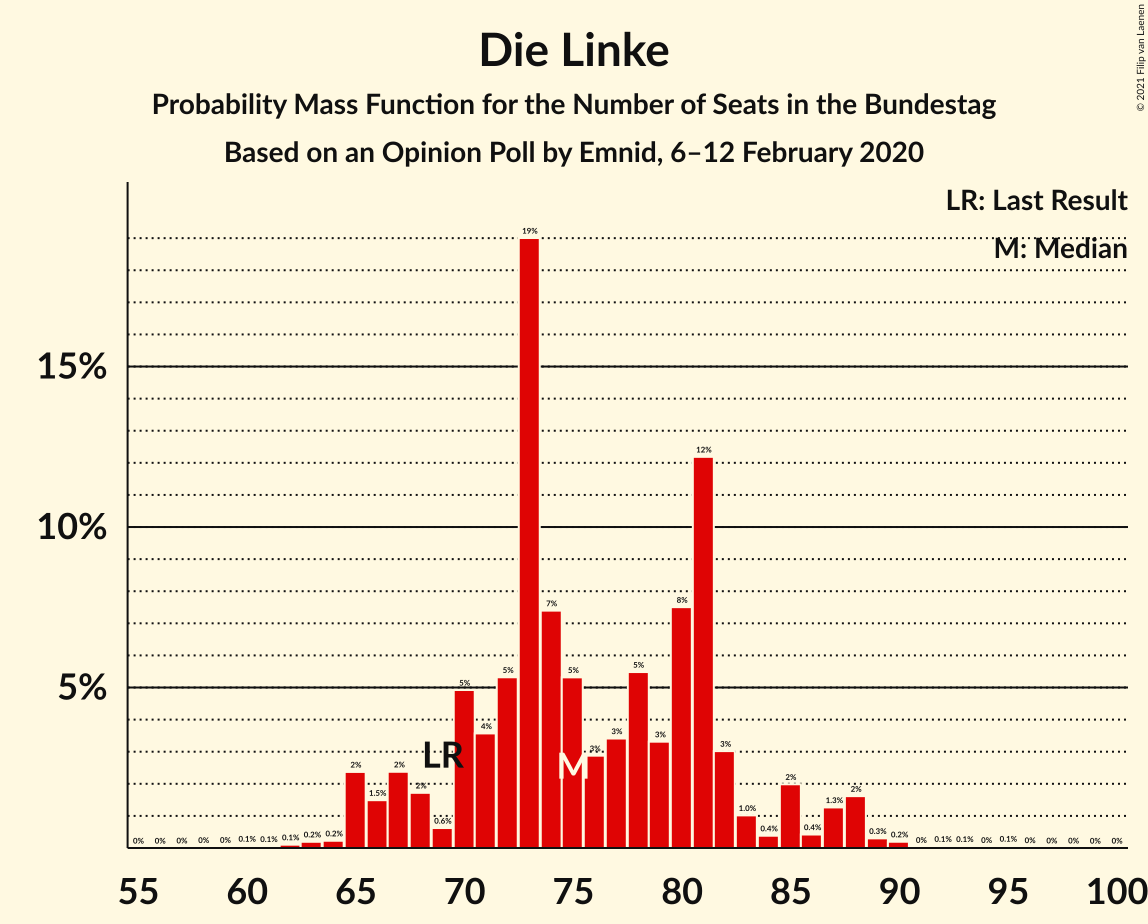 © 2021 Filip van Laenen
Die Linke
Probability Mass Function for the Number of Seats in the Bundestag
Based on an Opinion Poll by Emnid, 6–12 February 2020
LR: Last Result
M: Median
15%
10%
5%
0% 0% 0% 0% 0% 0.1% 0.1% 0.1% 0.2% 0.2% 2% 1.5% 2% 2% 0.6% 5% 4% 5% 19% 7% 5% 3% 3% 5% 3% 8% 12% 3% 1.0% 0.4% 2% 0.4% 1.3% 2% 0.3% 0.2% 0% 0.1% 0.1% 0% 0.1% 0% 0% 0% 0% 0%
LR
M
55 60 65 70 75 80 85 90 95 100